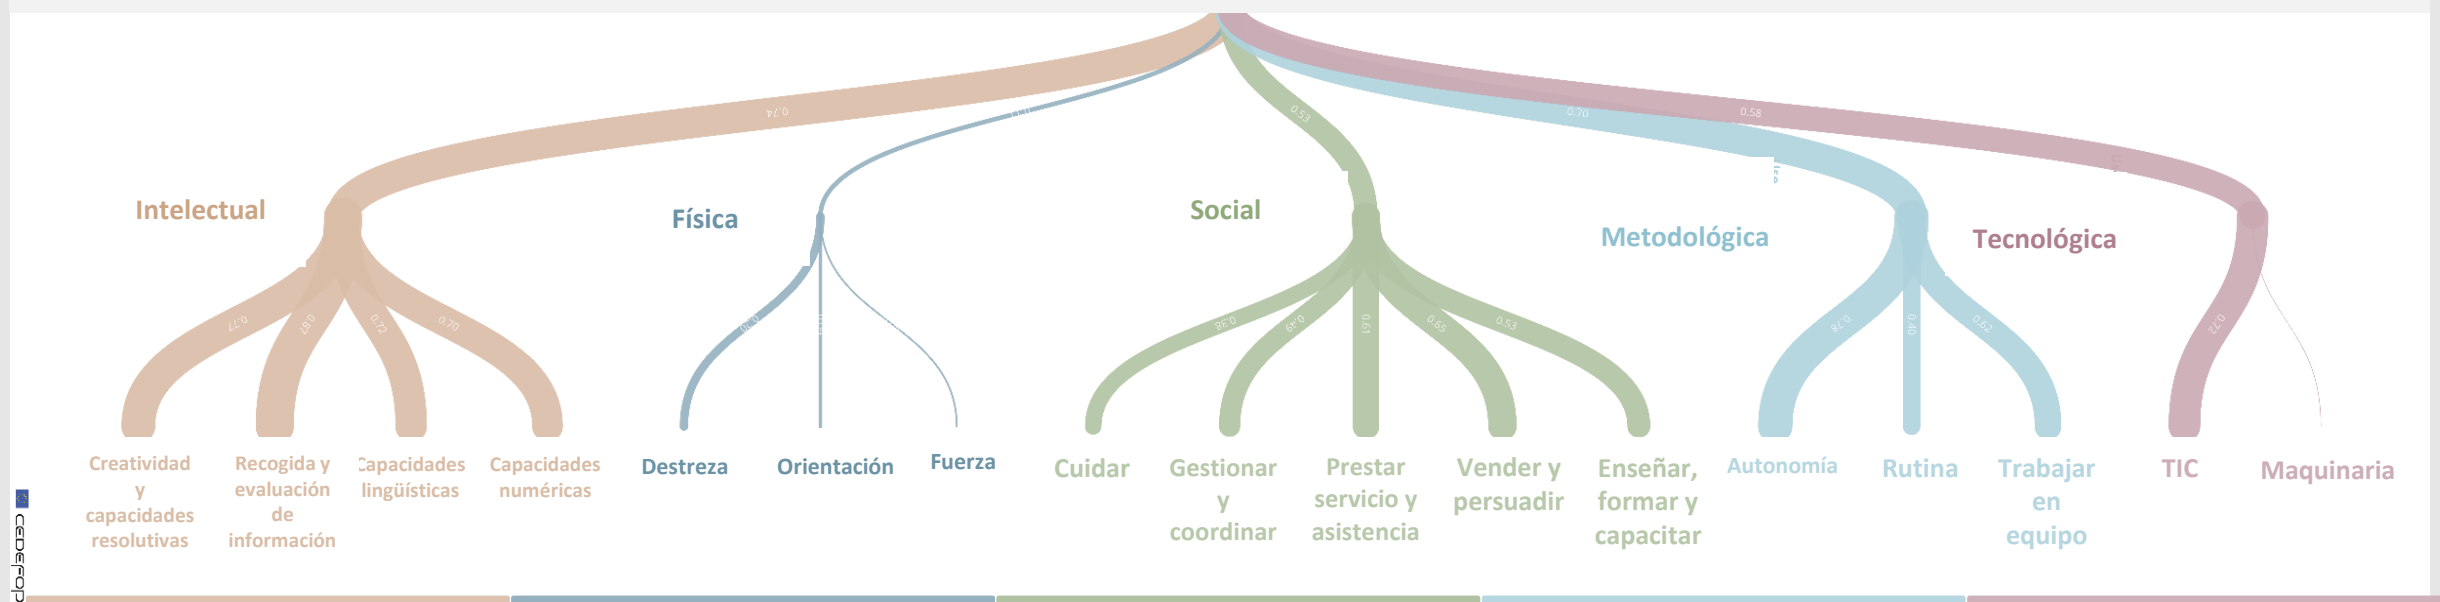 0.74
0.53
0.70
0.58
Intelectual
Física
Social
Metodológica
Tecnológica
0.77
0.87
0.72
0.70
0.20
0.38
0.49
0.61
0.65
0.53
0.78
0.40
0.62
0.72
Creatividad
y
capacidades
resolutivas
Recogida y
evaluación
de
información
Capacidades
lingüísticas
Capacidades
numéricas
Destreza
Orientación
Fuerza
Cuidar
Gestionar
y
coordinar
Prestar
servicio y
asistencia
Vender y
persuadir
Enseñar,
formar y
capacitar
Autonomía
Rutina
Trabajar
en
equipo
TIC
Maquinaria
CEDEFOP